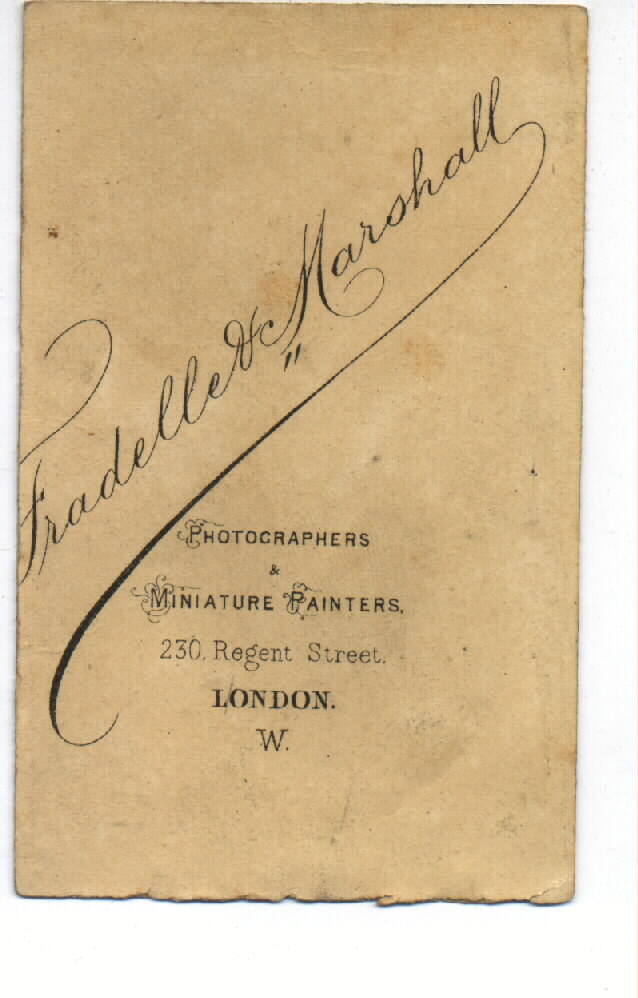 Fradelle & Marshall
PHOTOGRAPHERS
&
MINIATURE PAINTERS,
230, Regent Street.
LONDON.
W.